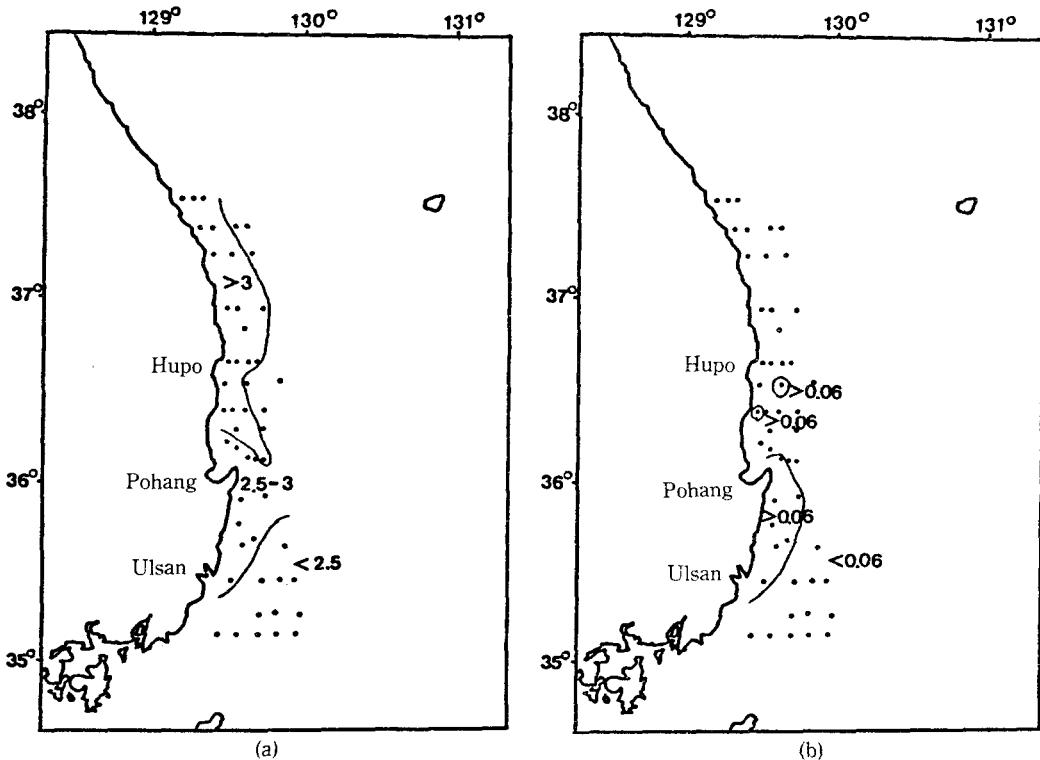 129° 130° 131°
38°
37°
36°
35°
>3
Hupo
Pohang
2.5-3
Ulsan
<2.5
(a)
129° 130° 131°
38°
37°
36°
35°
Hupo
>0.06
>0.06
Pohang
>0.06
Ulsan
<0.06
(b)